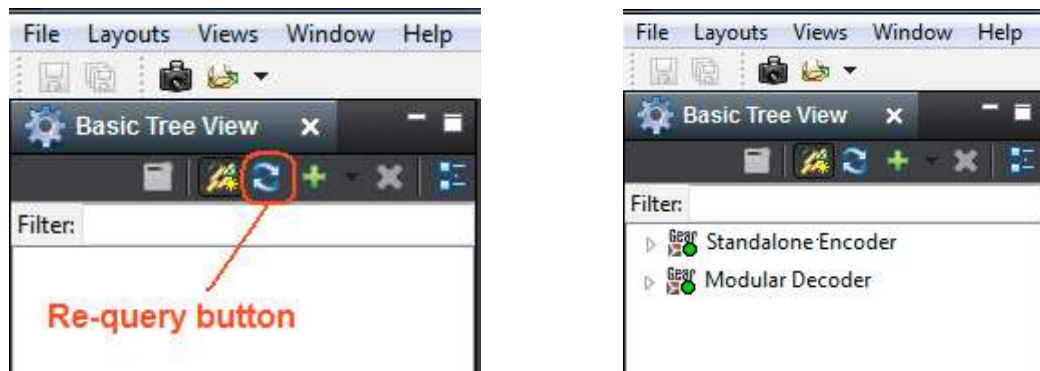 File Layouts Views Window Help
Basic Tree View
Filter:
Re-query button
File Layouts Views Window Help
Basic Tree View
Filter:
Gear Standalone Encoder
Gear Modular Decoder